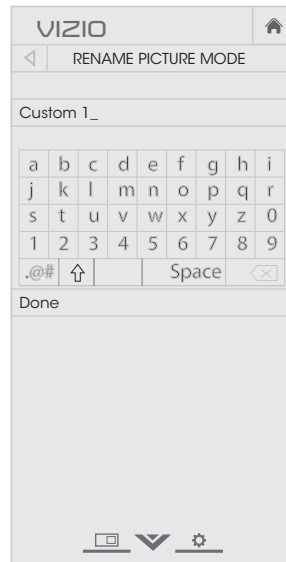 VIZIO
RENAME PICTURE MODE
Custom 1_
a b c d e f g h i
j k l m n o p q r
s t u v w x y z 0
1 2 3 4 5 6 7 8 9
.@# Space
Done